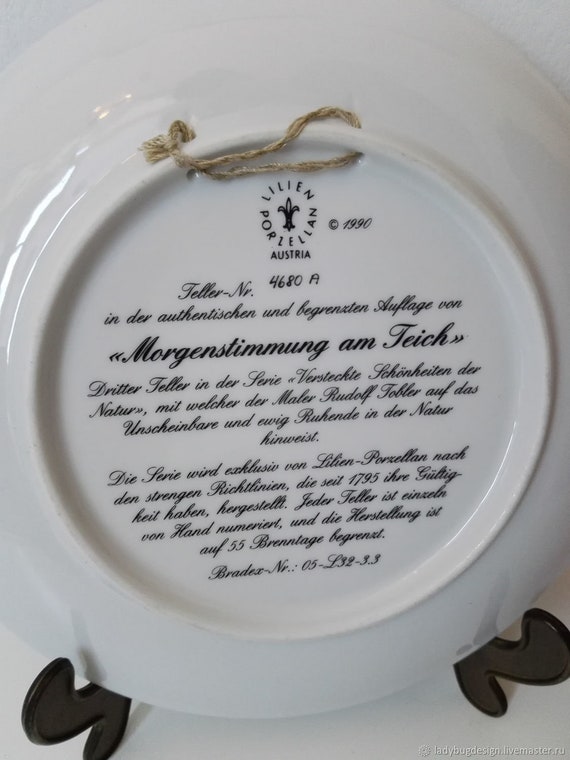 LILIEN
PORZELLAN
AUSTRIA
© 1990
Teller-Nr. 4680 A
in der authentischen und begrenzten Auflage von
«Morgenstimmung am Teich»
Dritter Teller in der Serie «Versteckte Schönheiten der
Natur», mit welcher der Maler Rudolf Tobler auf das
Unscheinbare und ewig Ruhende in der Natur
hinweist.
Die Serie wird exklusiv von Lilien-Porzellan nach
den strengen Richtlinien, die seit 1795 ihre Gültig-
keit haben, hergestellt. Jeder Teller ist einzeln
von Hand numeriert, und die Herstellung ist
auf 55 Brenntage begrenzt.
Bradex-Nr.: 05-L32-3.3
ladybugdesign.livemaster.ru